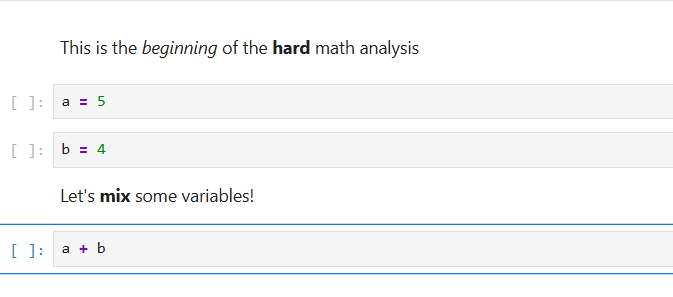 This is the beginning of the hard math analysis
[ ]: a = 5
[ ]: b = 4
Let's mix some variables!
[ ]: a + b